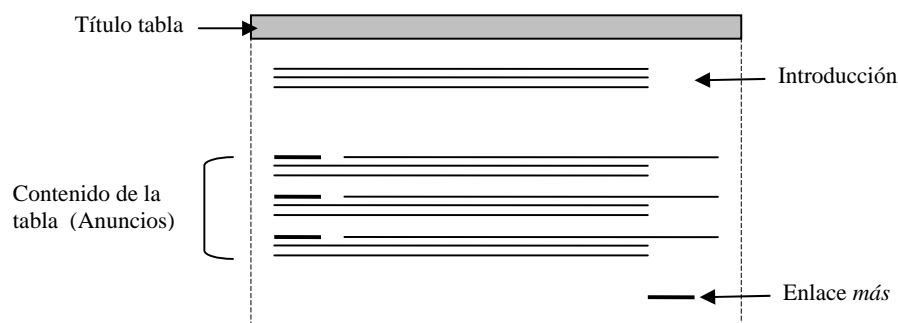 Título tabla
Introducción
Contenido de la
tabla (Anuncios)
Enlace más